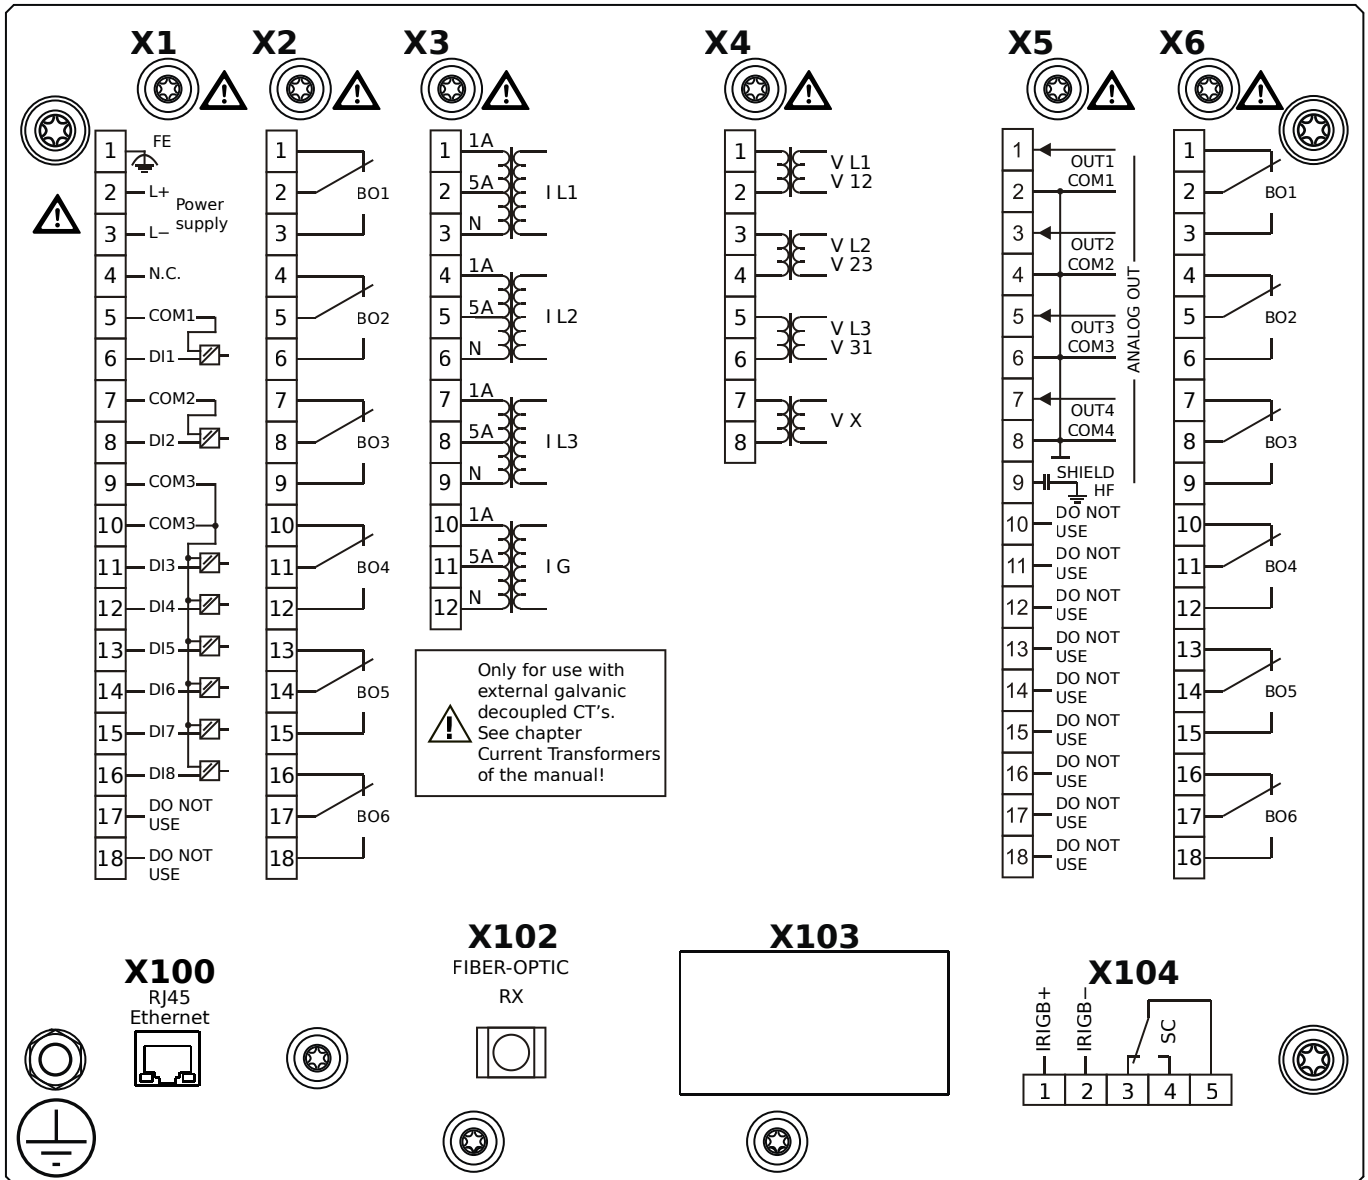 X1
1 FE
2 L+
Power
3 L−
supply
4 N.C.
5 COM1
6 DI1
7 COM2
8 DI2
9 COM3
10 COM3
11 DI3
12 DI4
13 DI5
14 DI6
15 DI7
16 DI8
17 DO NOT
USE
18 DO NOT
USE
X2
1
2 BO1
3
4
5 BO2
6
7
8 BO3
9
10
11 BO4
12
13
14 BO5
15
16
17 BO6
18
X3
1 1A
2 5A I L1
3 N
4 1A
5 5A I L2
6 N
7 1A
8 5A I L3
9 N
10 1A
11 5A I G
12 N
Only for use with
external galvanic
decoupled CT's.
See chapter
Current Transformers
of the manual!
X4
1 V L1
2 V 12
3 V L2
4 V 23
5 V L3
6 V 31
7 V X
8
X5
1 OUT1
2 COM1
3 OUT2
4 COM2
5 OUT3
6 COM3
7 OUT4
8 COM4
ANALOG OUT
9 SHIELD
HF
10 DO NOT
USE
11 DO NOT
USE
12 DO NOT
USE
13 DO NOT
USE
14 DO NOT
USE
15 DO NOT
USE
16 DO NOT
USE
17 DO NOT
USE
18 DO NOT
USE
X6
1
2 BO1
3
4
5 BO2
6
7
8 BO3
9
10
11 BO4
12
13
14 BO5
15
16
17 BO6
18
X100
RJ45
Ethernet
X102
FIBER-OPTIC
RX
X103
X104
IRIGB+
IRIGB−
SC
1 2 3 4 5